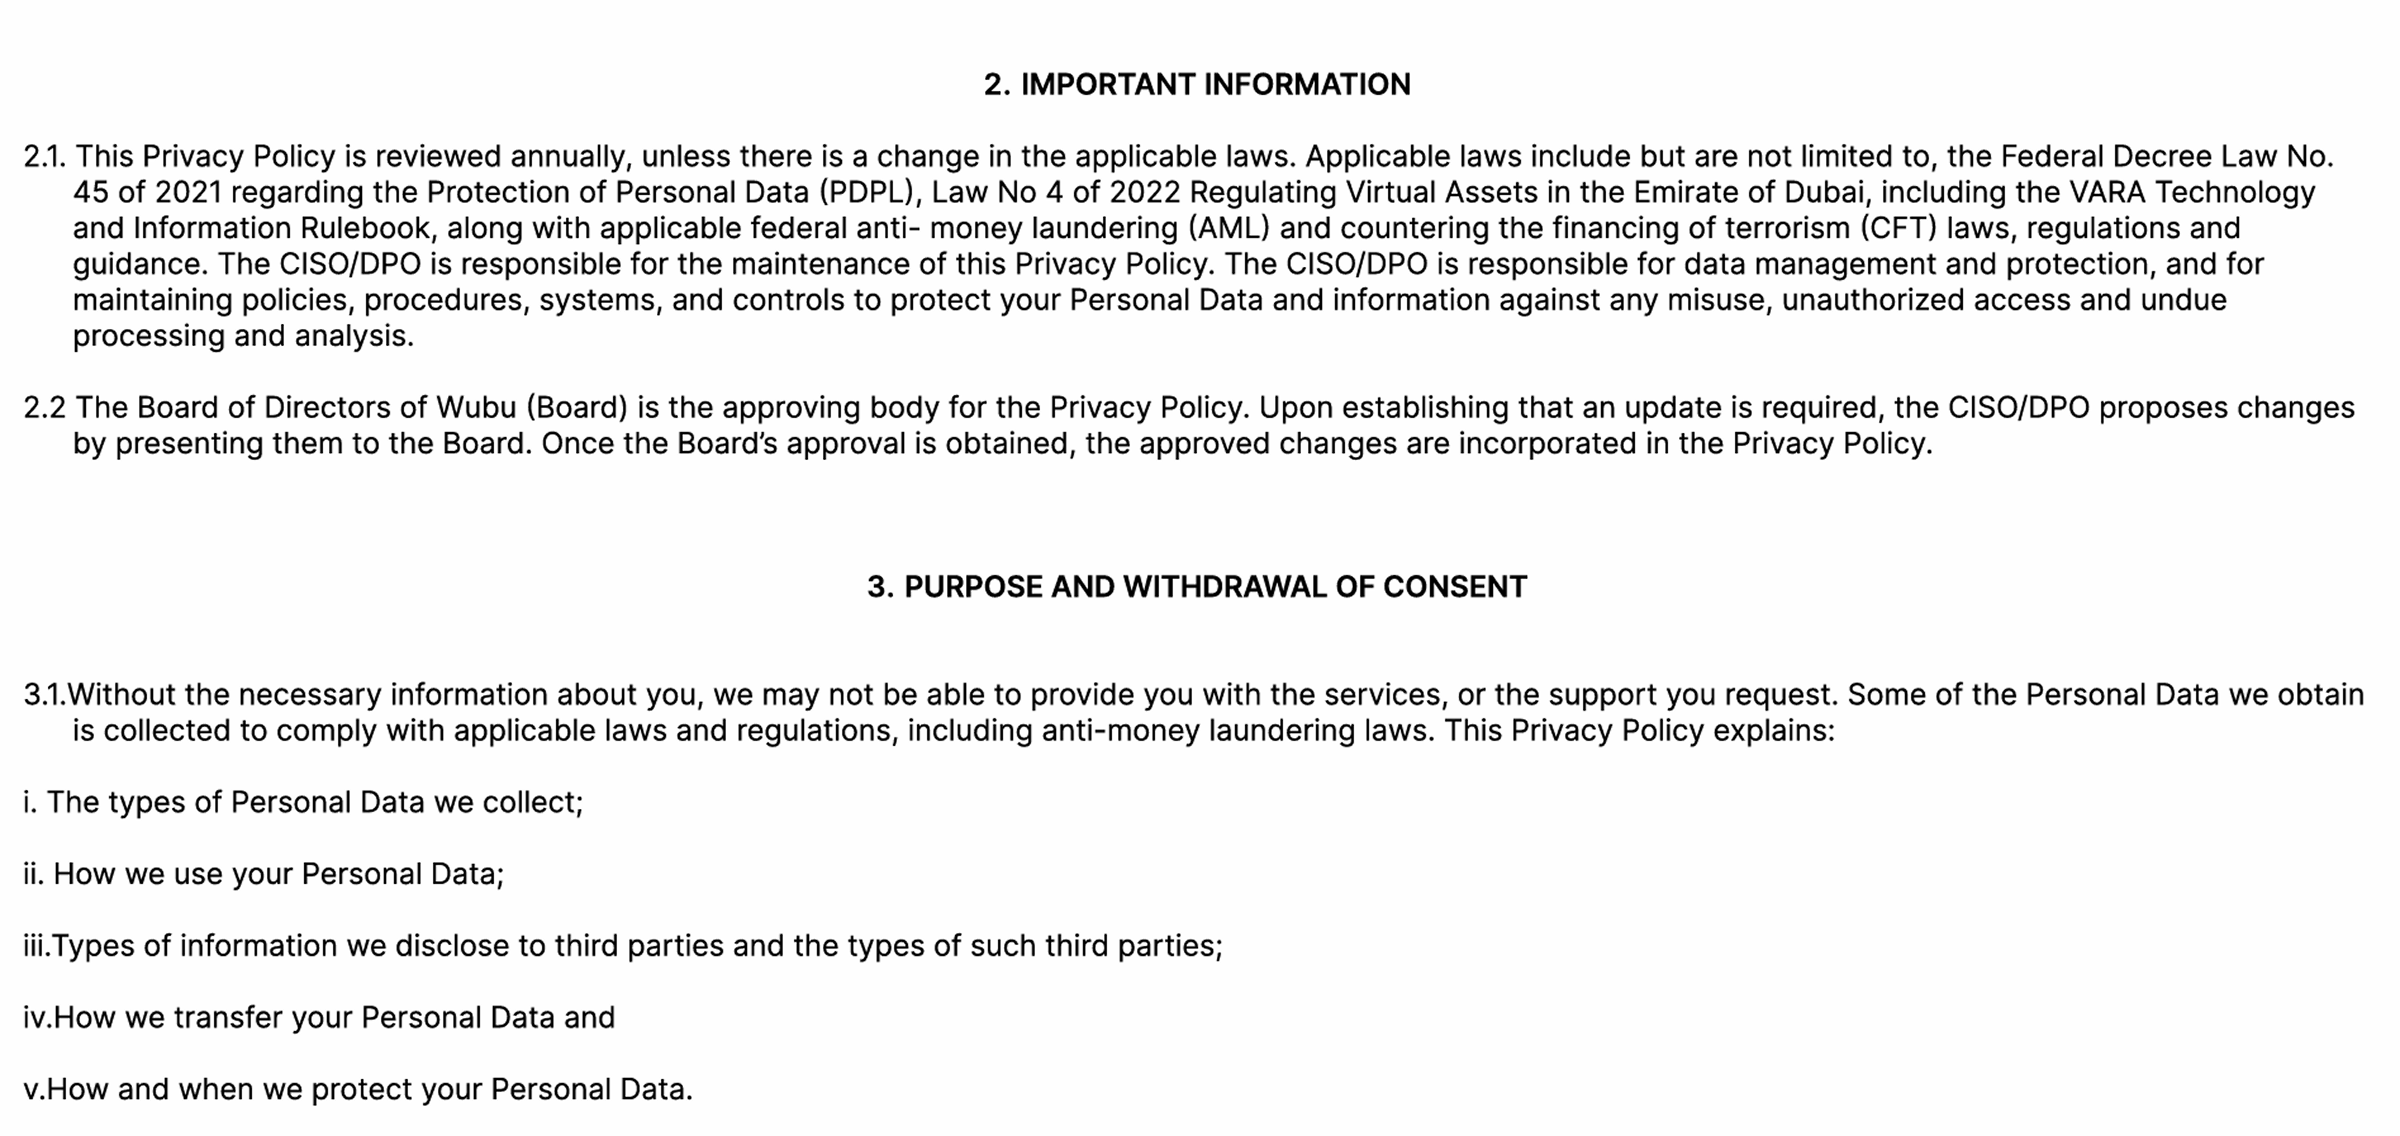 2. IMPORTANT INFORMATION
2.1. This Privacy Policy is reviewed annually, unless there is a change in the applicable laws. Applicable laws include but are not limited to, the Federal Decree Law No.
45 of 2021 regarding the Protection of Personal Data (PDPL), Law No 4 of 2022 Regulating Virtual Assets in the Emirate of Dubai, including the VARA Technology
and Information Rulebook, along with applicable federal anti- money laundering (AML) and countering the financing of terrorism (CFT) laws, regulations and
guidance. The CISO/DPO is responsible for the maintenance of this Privacy Policy. The CISO/DPO is responsible for data management and protection, and for
maintaining policies, procedures, systems, and controls to protect your Personal Data and information against any misuse, unauthorized access and undue
processing and analysis.
2.2 The Board of Directors of Wubu (Board) is the approving body for the Privacy Policy. Upon establishing that an update is required, the CISO/DPO proposes changes
by presenting them to the Board. Once the Board’s approval is obtained, the approved changes are incorporated in the Privacy Policy.
3. PURPOSE AND WITHDRAWAL OF CONSENT
3.1.Without the necessary information about you, we may not be able to provide you with the services, or the support you request. Some of the Personal Data we obtain
is collected to comply with applicable laws and regulations, including anti-money laundering laws. This Privacy Policy explains:
i. The types of Personal Data we collect;
ii. How we use your Personal Data;
iii.Types of information we disclose to third parties and the types of such third parties;
iv.How we transfer your Personal Data and
v.How and when we protect your Personal Data.